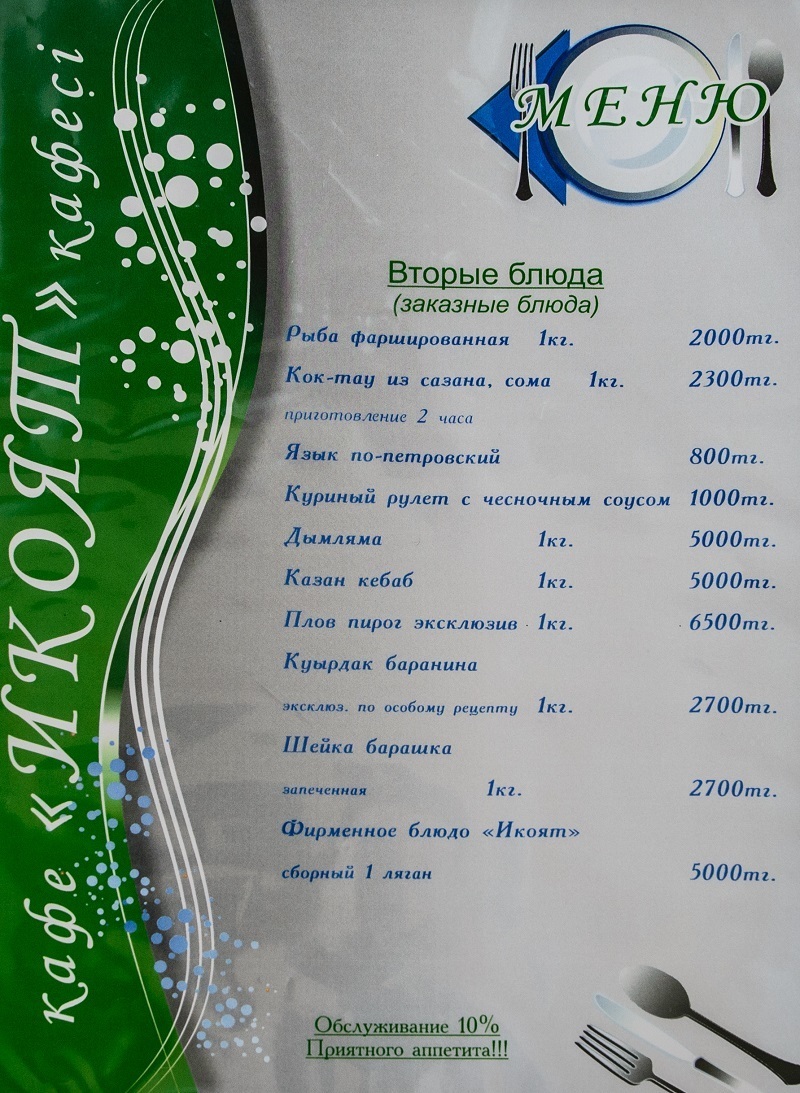 МЕНЮ
кафе «ИКОЯТ» кафесі
Вторые блюда
(заказные блюда)
Рыба фаршированная 1кг. 2000тг.
Кок-тау из сазана, сома 1кг. 2300тг.
приготовление 2 часа
Язык по-петровский 800тг.
Куриный рулет с чесночным соусом 1000тг.
Дымляма 1кг. 5000тг.
Казан кебаб 1кг. 5000тг.
Плов пирог эксклюзив 1кг. 6500тг.
Куырдак баранина
эксклюз. по особому рецепту 1кг. 2700тг.
Шейка барашка
запеченная 1кг. 2700тг.
Фирменное блюдо «Икоят»
сборный 1 ляган 5000тг.
Обслуживание 10%
Приятного аппетита!!!